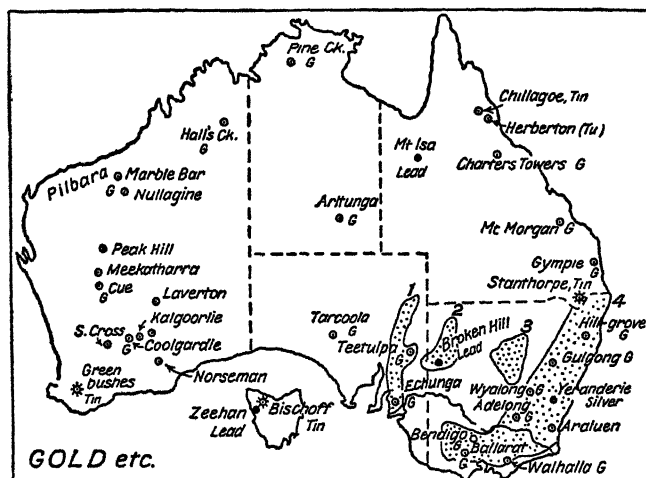 Pine Ck.
G
Chillagoe, Tin
Herberton (Tu)
Hall's Ck.
G
Mt Isa
Lead
Charters Towers G
Pilbara
Marble Bar
G
Nullagine
Arltunga
G
Mt. Morgan G
Peak Hill
Meekatharra
Cue
G
Gympie
G
Stanthorpe, Tin
Laverton
Kalgoorlie
S. Cross
G
Coolgardie
Norseman
Green
bushes
Tin
Tarcoola
G
Teetulpa
G
1
2
3
4
Broken Hill
Lead
Hill-grove
G
Gulgong G
Echunga
G
Wyalong
G
Adelong
G
Yeranderie
Silver
Araluen
Zeehan
Lead
Bischoff
Tin
Bendigo
G
Ballarat
G
Walhalla G
GOLD etc.